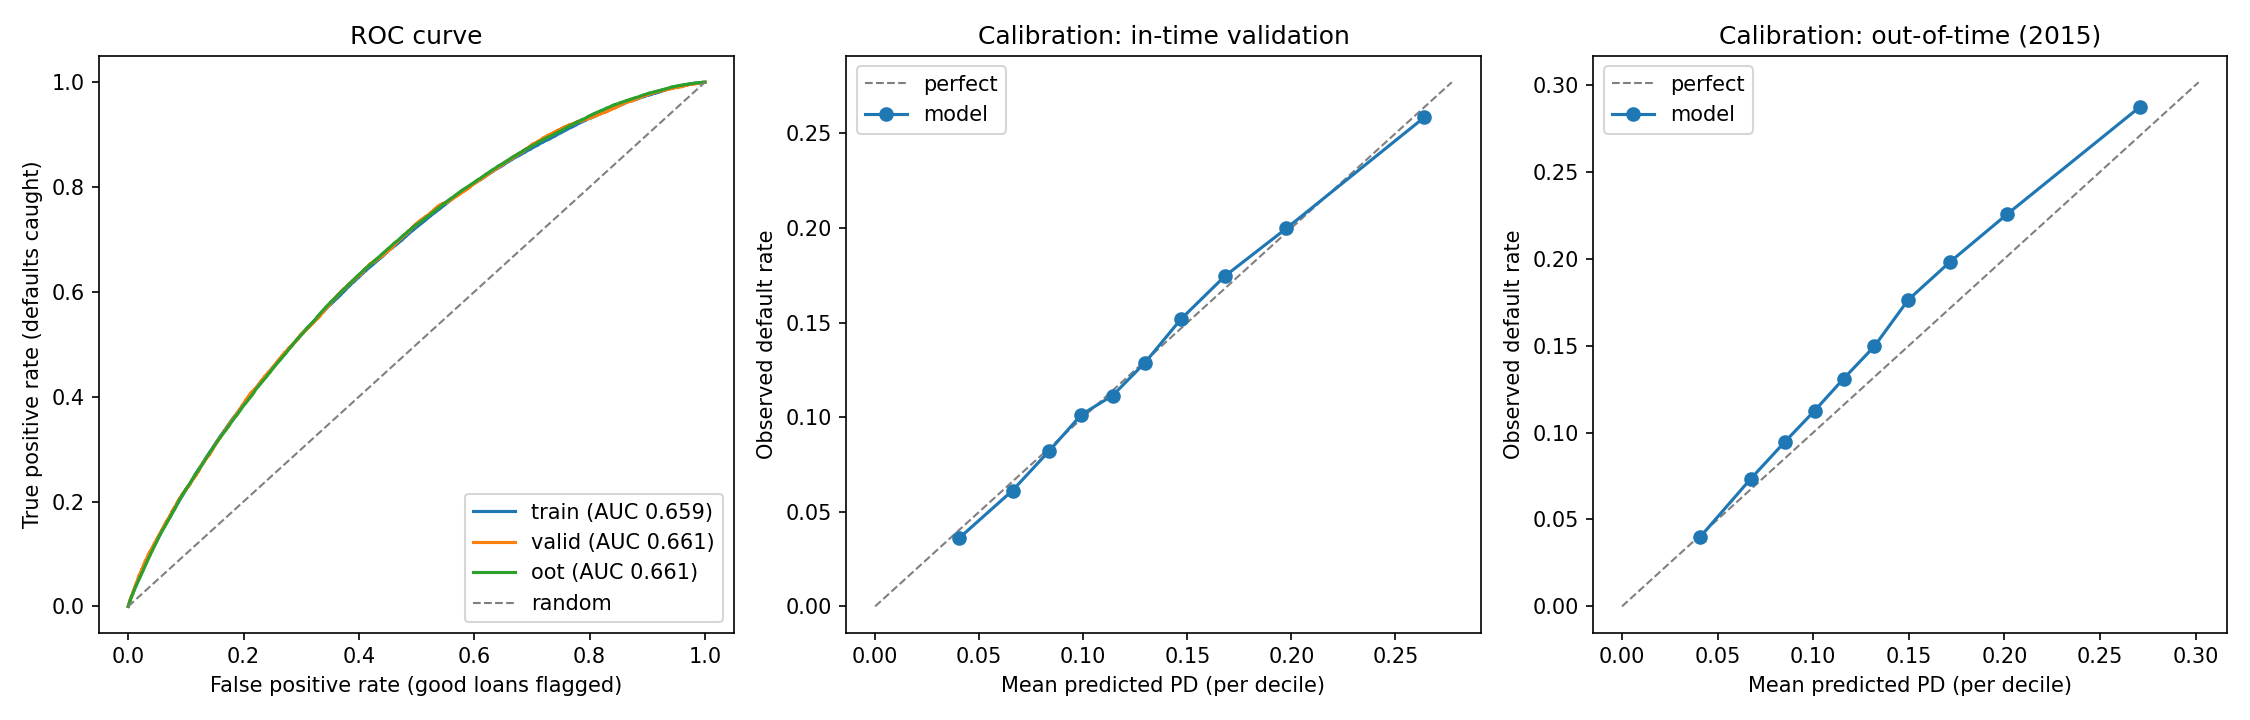 ROC curve
True positive rate (defaults caught)
1.0
0.8
0.6
0.4
0.2
0.0
0.0 0.2 0.4 0.6 0.8 1.0
False positive rate (good loans flagged)
train (AUC 0.659)
valid (AUC 0.661)
oot (AUC 0.661)
random
Calibration: in-time validation
perfect
model
Observed default rate
0.25
0.20
0.15
0.10
0.05
0.00
0.00 0.05 0.10 0.15 0.20 0.25
Mean predicted PD (per decile)
Calibration: out-of-time (2015)
perfect
model
Observed default rate
0.30
0.25
0.20
0.15
0.10
0.05
0.00
0.00 0.05 0.10 0.15 0.20 0.25 0.30
Mean predicted PD (per decile)